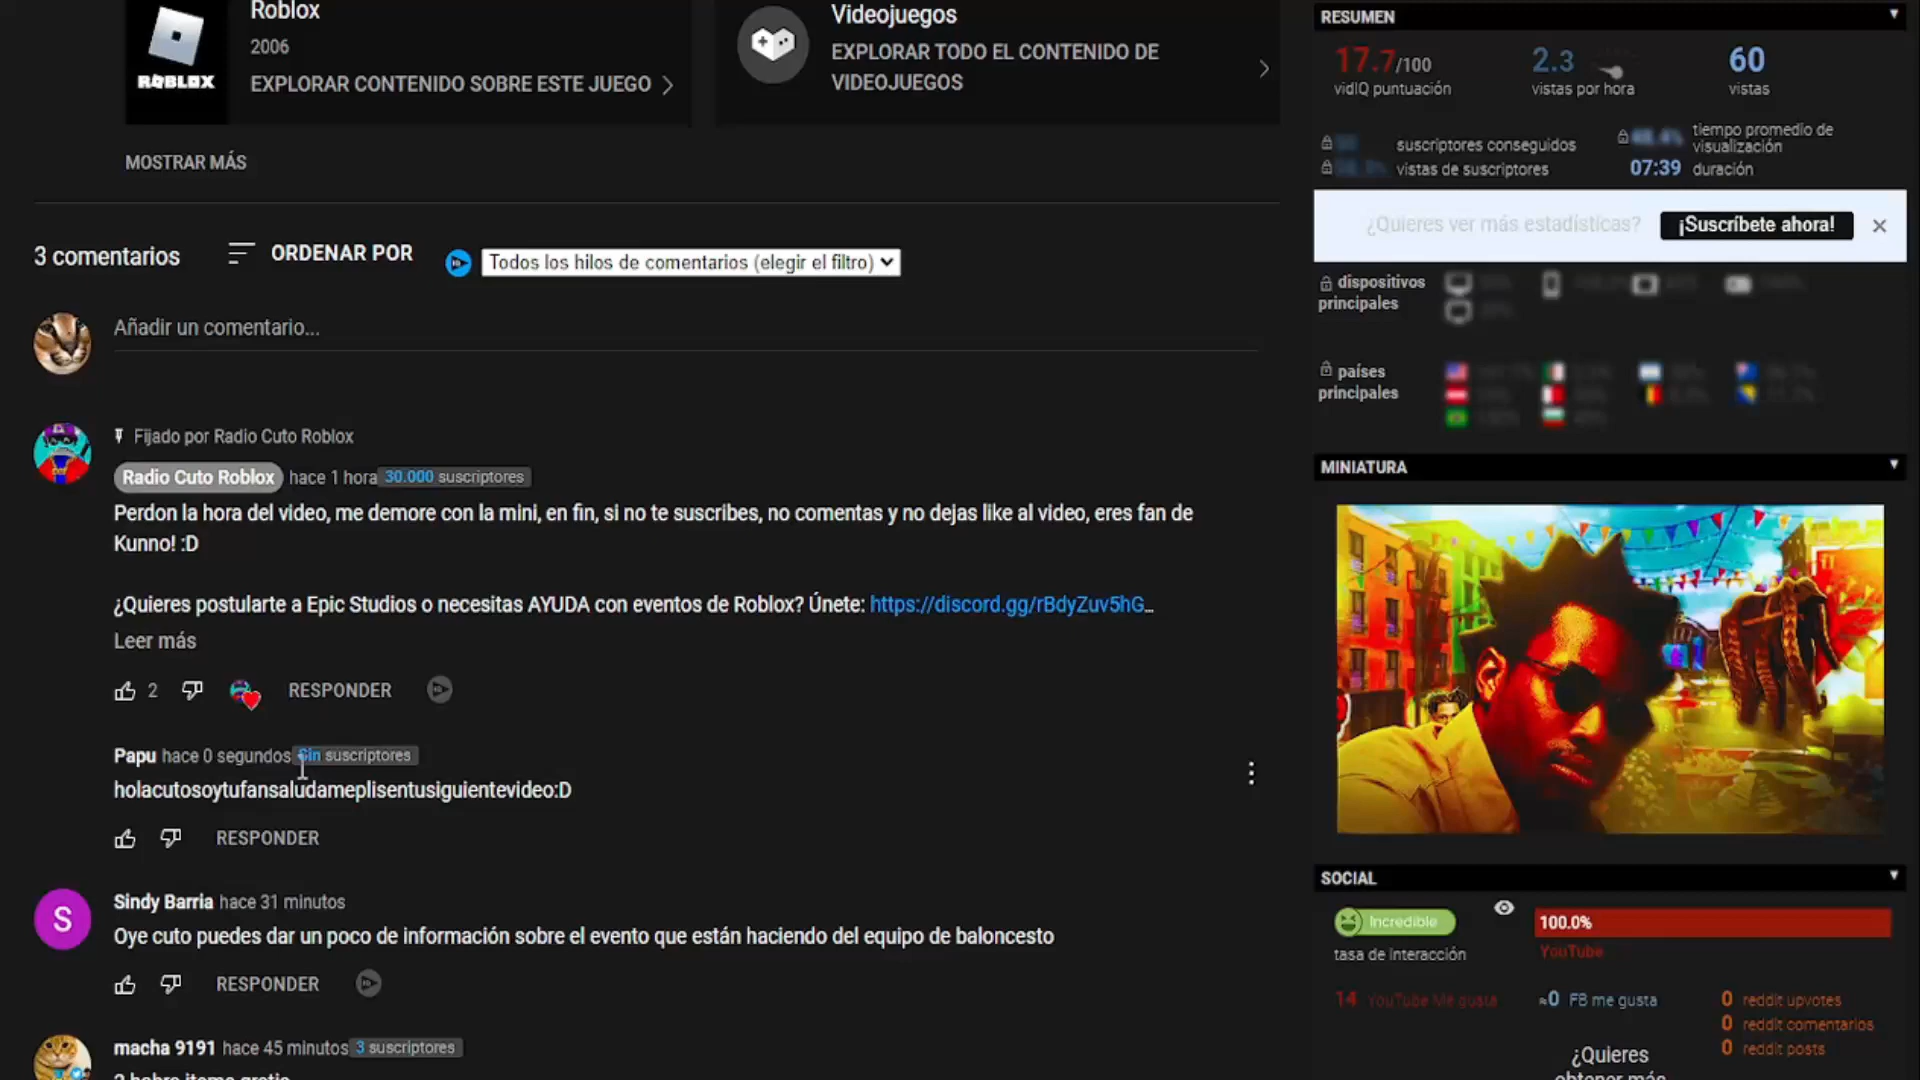 Roblox
2006
EXPLORAR CONTENIDO SOBRE ESTE JUEGO
ROBLOX
Videojuegos
EXPLORAR TODO EL CONTENIDO DE
VIDEOJUEGOS
MOSTRAR MÁS
3 comentarios
ORDENAR POR
Todos los hilos de comentarios (elegir el filtro)
Añadir un comentario...
Fijado por Radio Cuto Roblox
Radio Cuto Roblox hace 1 hora 30.000 suscriptores
Perdon la hora del video, me demore con la mini, en fin, si no te suscribes, no comentas y no dejas like al video, eres fan de
Kunno! :D
¿Quieres postularte a Epic Studios o necesitas AYUDA con eventos de Roblox? Únete: https://discord.gg/rBdyZuv5hG...
Leer más
2
RESPONDER
Papu hace 0 segundos Sin suscriptores
holacutosoytufansaludameplisentusiguientevideo:D
RESPONDER
S
Sindy Barria hace 31 minutos
Oye cuto puedes dar un poco de información sobre el evento que están haciendo del equipo de baloncesto
RESPONDER
macha 9191 hace 45 minutos 3 suscriptores
RESUMEN
17.7/100
vidIQ puntuación
2.3
vistas por hora
60
vistas
suscriptores conseguidos
vistas de suscriptores
tiempo promedio de
visualización
07:39 duración
¿Quieres ver más estadísticas?
¡Suscríbete ahora!
dispositivos
principales
países
principales
MINIATURA
SOCIAL
Incredible
tasa de interacción
100.0%
YouTube
14 YouTube Me gusta
≈0 FB me gusta
0 reddit upvotes
0 reddit comentarios
0 reddit posts
¿Quieres
obtener más